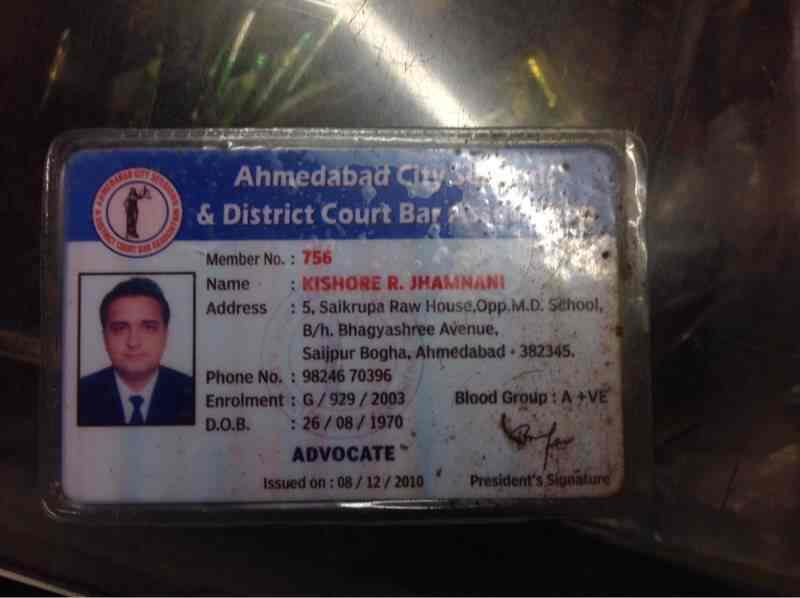 Ahmedabad City
& District Court Bar
Member No. : 756
Name : KISHORE R. JHAMNANI
Address : 5, Saikrupa Raw House,Opp.M.D. School,
B/h. Bhagyashree Avenue,
Saijpur Bogha, Ahmedabad - 382345.
Phone No. : 98246 70396
Enrolment : G / 929 / 2003 Blood Group : A +VE
D.O.B. : 26 / 08 / 1970
ADVOCATE
Issued on : 08 / 12 / 2010 President's Signature